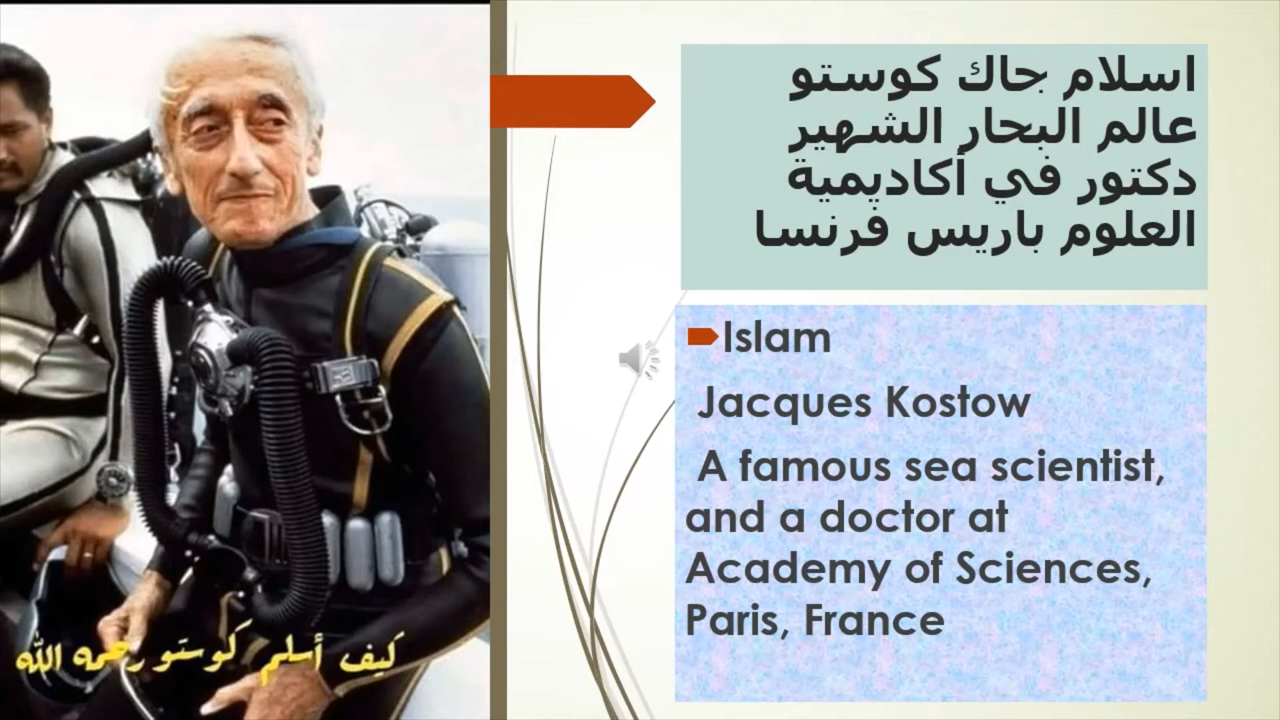 اسلام جاك كوستو
عالم البحار الشهير
دكتور في أكاديمية
العلوم باريس فرنسا
Islam
Jacques Kostow
A famous sea scientist,
and a doctor at
Academy of Sciences,
Paris, France
كيف أسلم كوستو رحمه الله